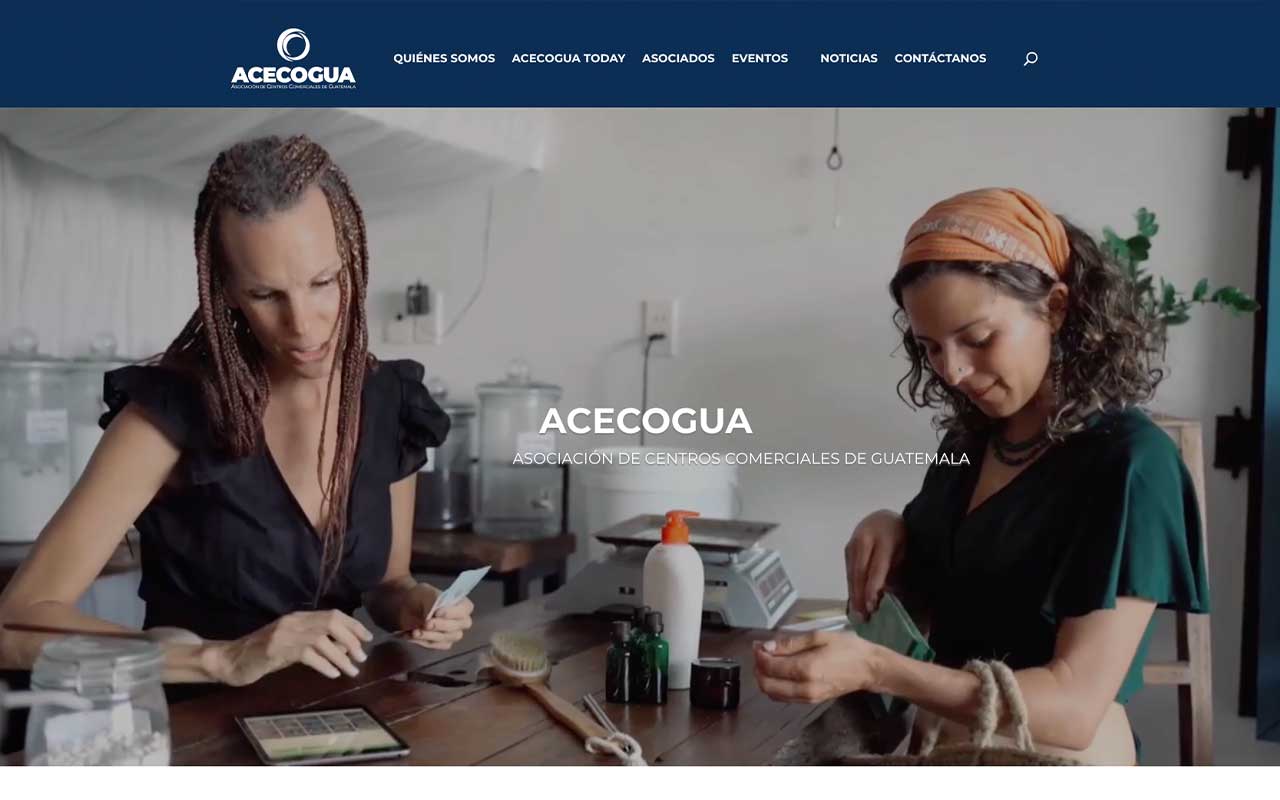 ACECOGUA
ASOCIACIÓN DE CENTROS COMERCIALES DE GUATEMALA
QUIÉNES SOMOS ACECOGUA TODAY ASOCIADOS EVENTOS NOTICIAS CONTÁCTANOS
ACECOGUA
ASOCIACIÓN DE CENTROS COMERCIALES DE GUATEMALA